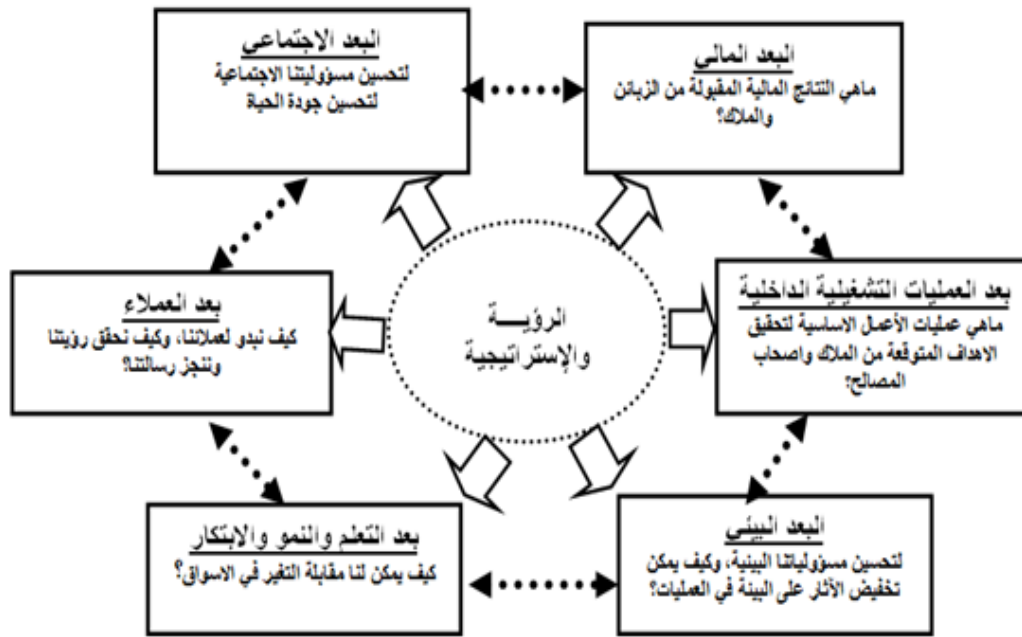 البعد المالي
ماهي النتائج المالية المقبولة من الزبائن
والملاك؟
البعد الاجتماعي
لتحسين مسؤوليتنا الاجتماعية
لتحسين جودة الحياة
بعد العمليات التشغيلية الداخلية
ماهي عمليات الأعمال الاساسية لتحقيق
الاهداف المتوقعة من الملاك واصحاب
المصالح؟
الرؤيـــة
والإستراتيجية
بعد العملاء
كيف نبدو لعملائنا، وكيف نحقق رؤيتنا
وننجز رسالتنا؟
البعد البيئي
لتحسين مسؤولياتنا البيئية، وكيف يمكن
تخفيض الأثار على البيئة في العمليات؟
بعد التعلم والنمو والابتكار
كيف يمكن لنا مقابلة التغير في الاسواق؟